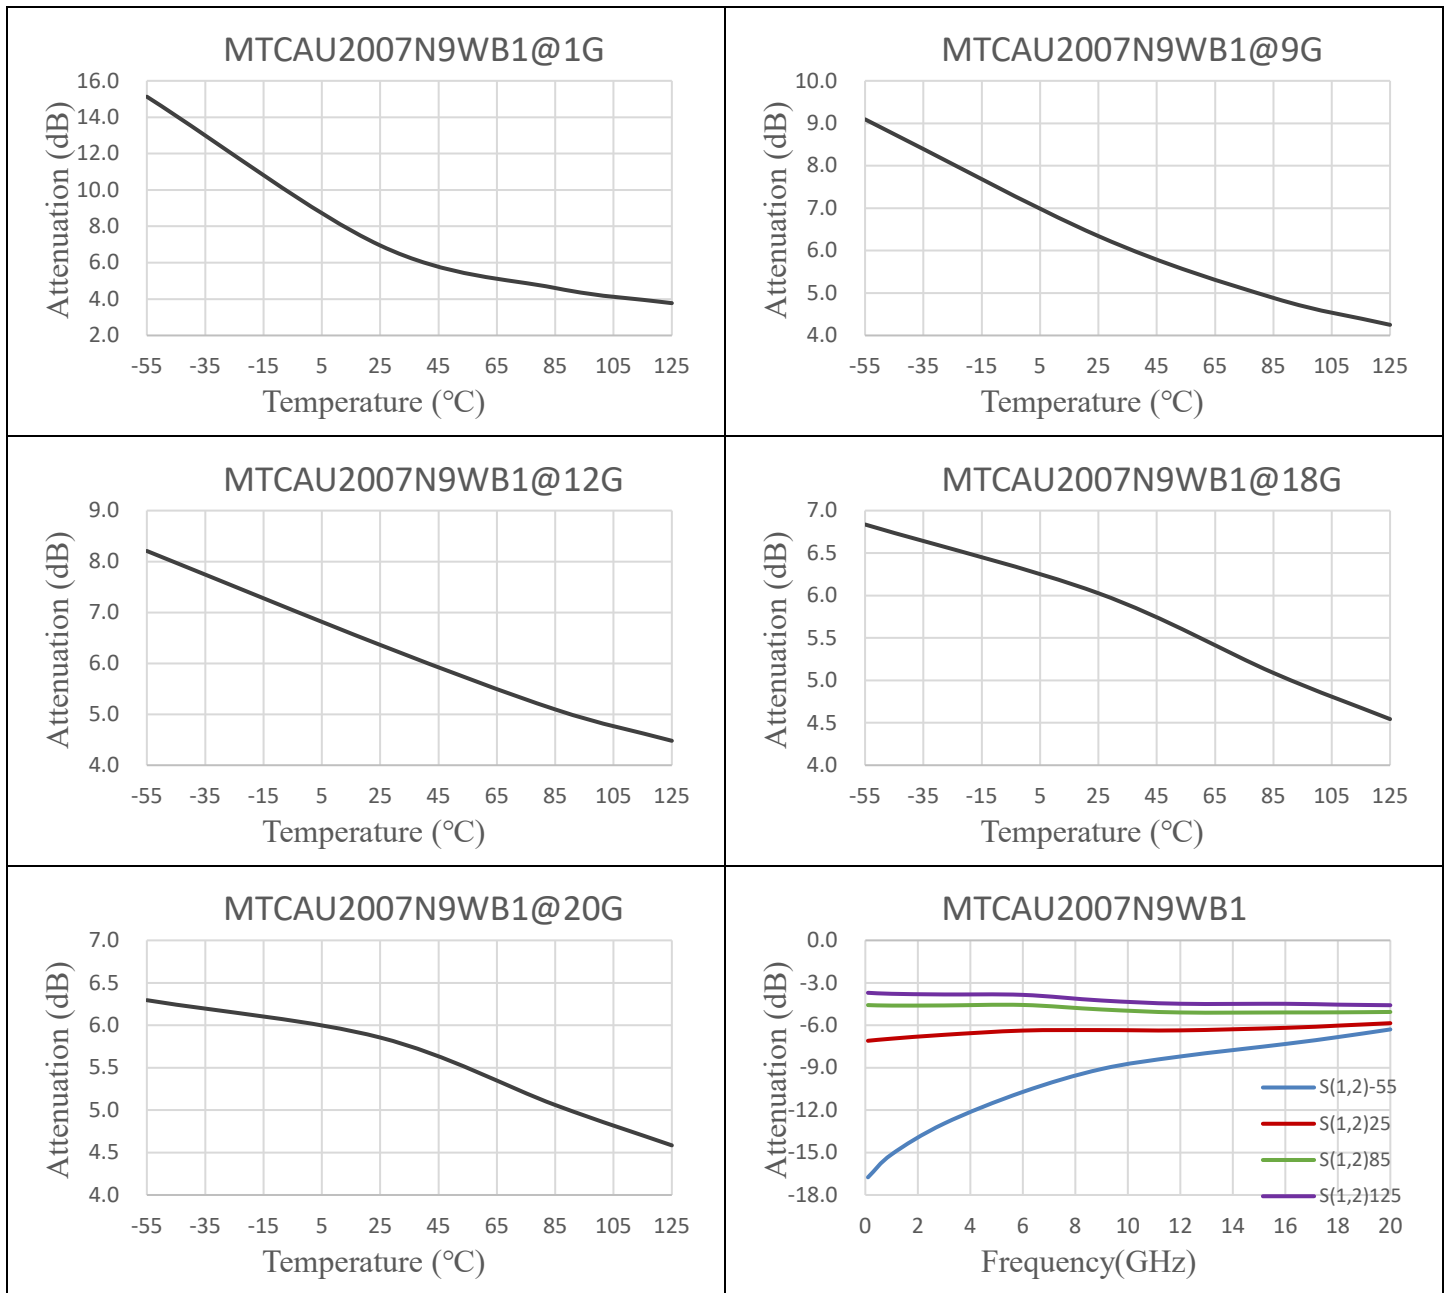 MTCAU2007N9WB1@1G
Attenuation (dB)
16.0
14.0
12.0
10.0
8.0
6.0
4.0
2.0
-55 -35 -15 5 25 45 65 85 105 125
Temperature (℃)
MTCAU2007N9WB1@9G
Attenuation (dB)
10.0
9.0
8.0
7.0
6.0
5.0
4.0
-55 -35 -15 5 25 45 65 85 105 125
Temperature (℃)
MTCAU2007N9WB1@12G
Attenuation (dB)
9.0
8.0
7.0
6.0
5.0
4.0
-55 -35 -15 5 25 45 65 85 105 125
Temperature (℃)
MTCAU2007N9WB1@18G
Attenuation (dB)
7.0
6.5
6.0
5.5
5.0
4.5
4.0
-55 -35 -15 5 25 45 65 85 105 125
Temperature (℃)
MTCAU2007N9WB1@20G
Attenuation (dB)
7.0
6.5
6.0
5.5
5.0
4.5
4.0
-55 -35 -15 5 25 45 65 85 105 125
Temperature (℃)
MTCAU2007N9WB1
Attenuation (dB)
0.0
-3.0
-6.0
-9.0
-12.0
-15.0
-18.0
S(1,2)-55
S(1,2)25
S(1,2)85
S(1,2)125
0 2 4 6 8 10 12 14 16 18 20
Frequency(GHz)